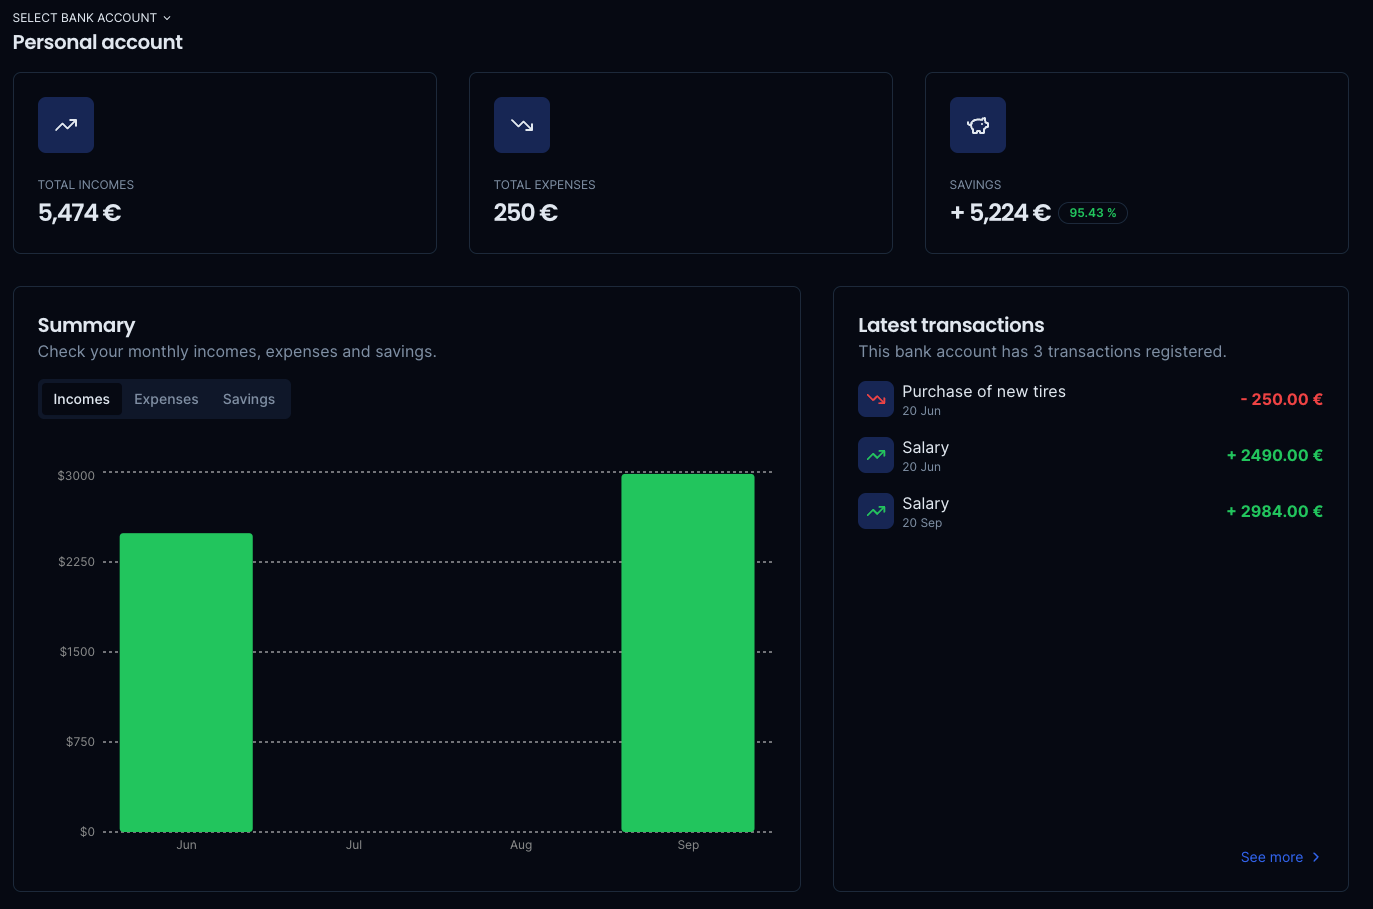 SELECT BANK ACCOUNT
Personal account
TOTAL INCOMES
5,474 €
TOTAL EXPENSES
250 €
SAVINGS
+ 5,224 € 95.43 %
Summary
Check your monthly incomes, expenses and savings.
Incomes Expenses Savings
$3000
$2250
$1500
$750
$0
Jun Jul Aug Sep
Latest transactions
This bank account has 3 transactions registered.
Purchase of new tires
20 Jun
- 250.00 €
Salary
20 Jun
+ 2490.00 €
Salary
20 Sep
+ 2984.00 €
See more